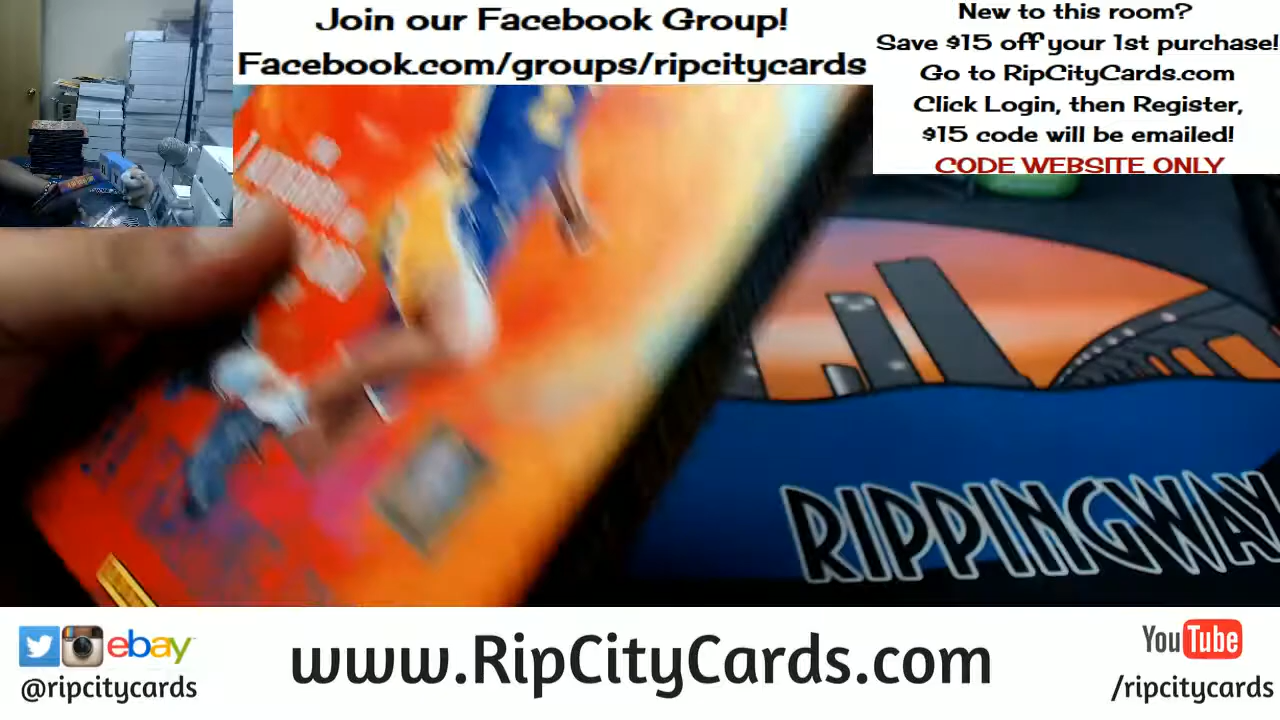 Join our Facebook Group!
Facebook.com/groups/ripcitycards
New to this room?
Save $15 off your 1st purchase!
Go to RipCityCards.com
Click Login, then Register,
$15 code will be emailed!
CODE WEBSITE ONLY
RIPPINGWAX
ebay
@ripcitycards
www.RipCityCards.com
YouTube
/ripcitycards